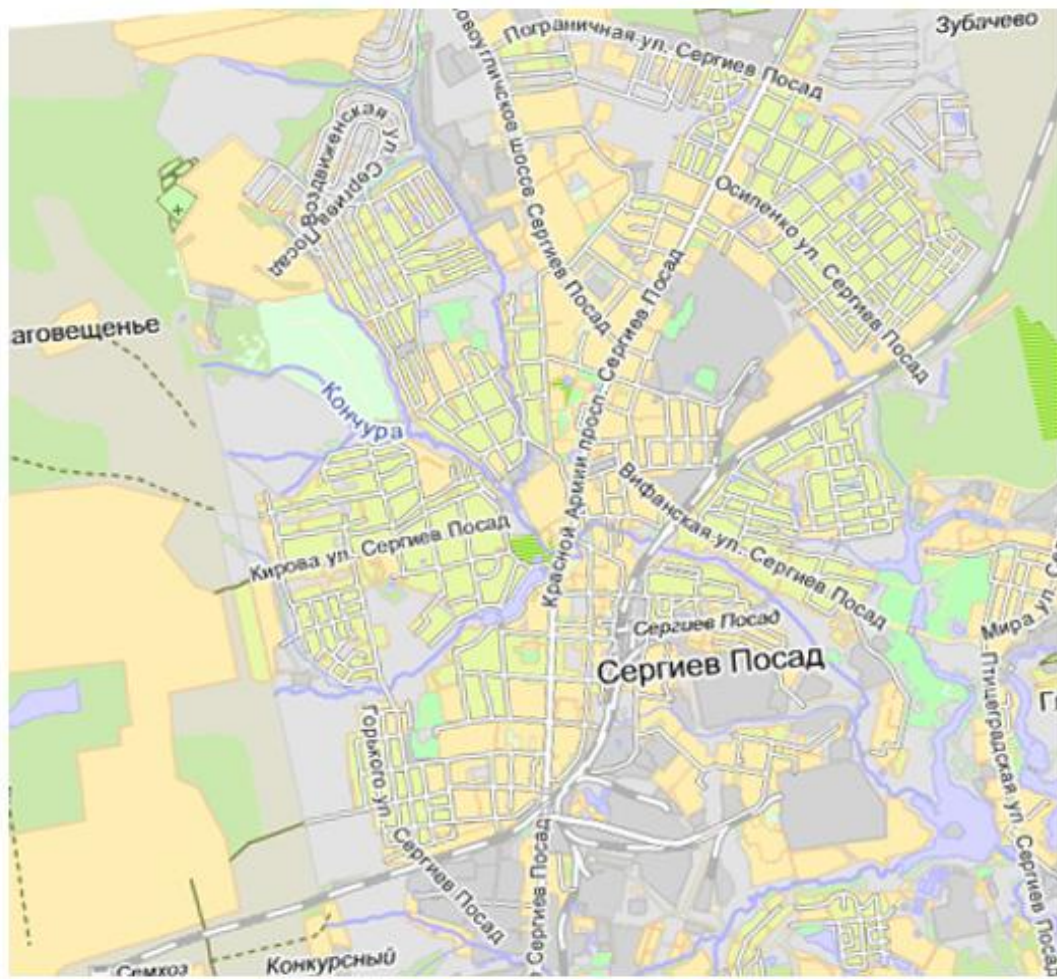 Зубачево
Пограничная ул. Сергиев Посад
овоугличское шоссе Сергиев Посад
Воздвиженская ул. Сергиев Посад
Осипенко ул. Сергиев Посад
аговещенье
Кончура
Красной Армии просп. Сергиев Посад
Вифанская ул. Сергиев Посад
Кирова ул. Сергиев Посад
Сергиев Посад
Сергиев Посад
Мира ул. С
Птицеградская ул. Сергиев Поса
Горького ул. Сергиев Посад
Сергиев Посад
Семхоз
Конкурсный